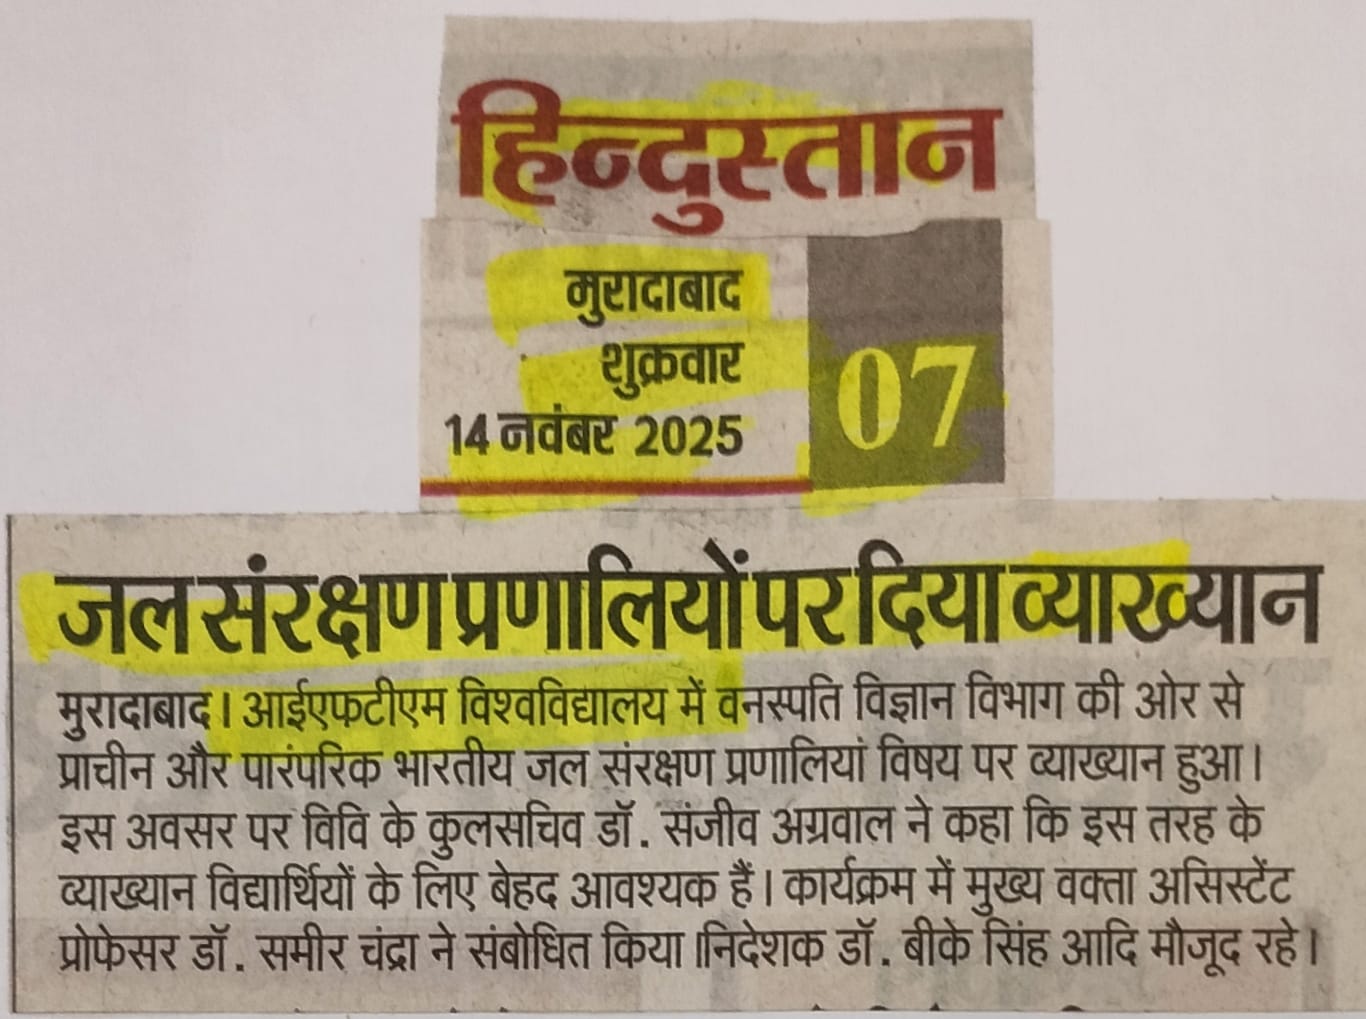 हिन्दुस्तान
मुरादाबाद
शुक्रवार
14 नवंबर 2025
07
जल संरक्षण प्रणालियों पर दिया व्याख्यान
मुरादाबाद। आईएफटीएम विश्वविद्यालय में वनस्पति विज्ञान विभाग की ओर से
प्राचीन और पारंपरिक भारतीय जल संरक्षण प्रणालियां विषय पर व्याख्यान हुआ।
इस अवसर पर विवि के कुलसचिव डॉ. संजीव अग्रवाल ने कहा कि इस तरह के
व्याख्यान विद्यार्थियों के लिए बेहद आवश्यक हैं। कार्यक्रम में मुख्य वक्ता असिस्टेंट
प्रोफेसर डॉ. समीर चंद्रा ने संबोधित किया।निदेशक डॉ. बीके सिंह आदि मौजूद रहे।